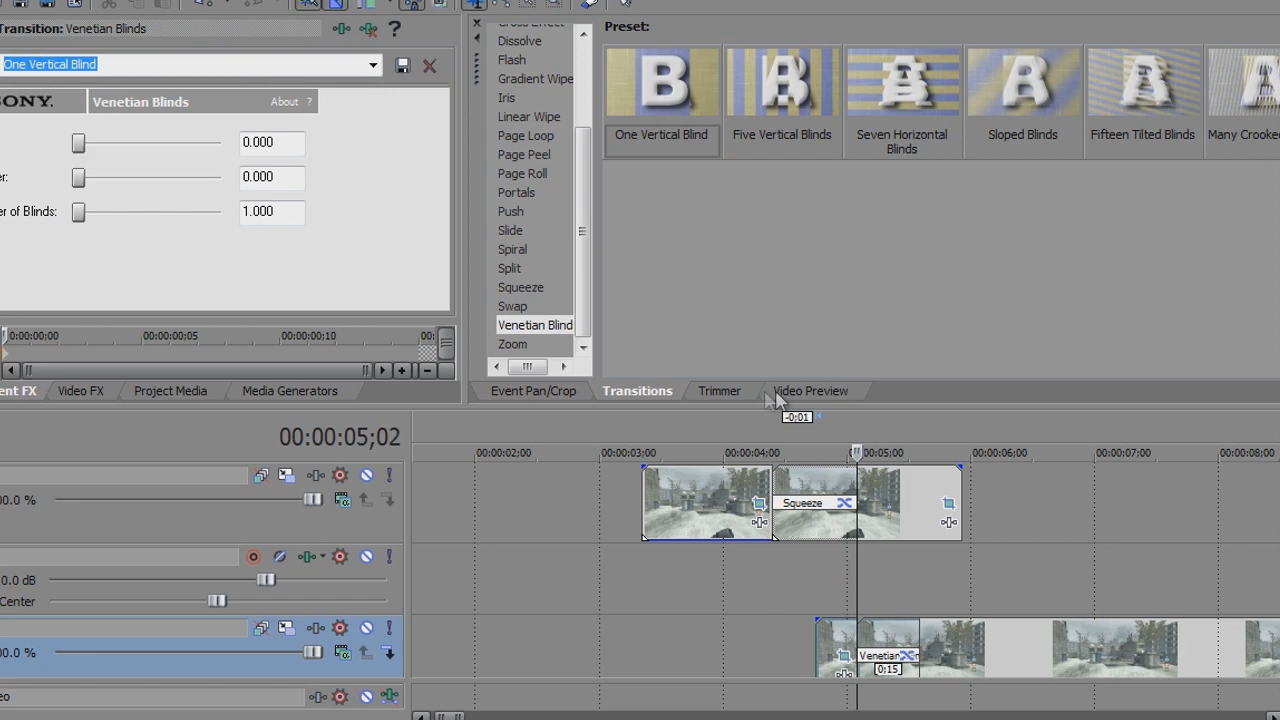 Transition: Venetian Blinds
?
One Vertical Blind
SONY.
Venetian Blinds
About ?
0.000
er:
0.000
er of Blinds:
1.000
0:00:00;00
00:00:00;05
00:00:00;10
00:
ent FX
Video FX
Project Media
Media Generators
Cross Effect
Dissolve
Flash
Gradient Wipe
Iris
Linear Wipe
Page Loop
Page Peel
Page Roll
Portals
Push
Slide
Spiral
Split
Squeeze
Swap
Venetian Blind
Zoom
Preset:
One Vertical Blind
Five Vertical Blinds
Seven Horizontal
Blinds
Sloped Blinds
Fifteen Tilted Blinds
Many Crooke
Event Pan/Crop
Transitions
Trimmer
Video Preview
-0;01
00:00:05;02
00:00:02;00
00:00:03;00
00:00:04;00
00:00:05;00
00:00:06;00
00:00:07;00
00:00:08;00
00.0 %
Squeeze
0.0 dB
Center
00.0 %
Venetian
0;15
eo